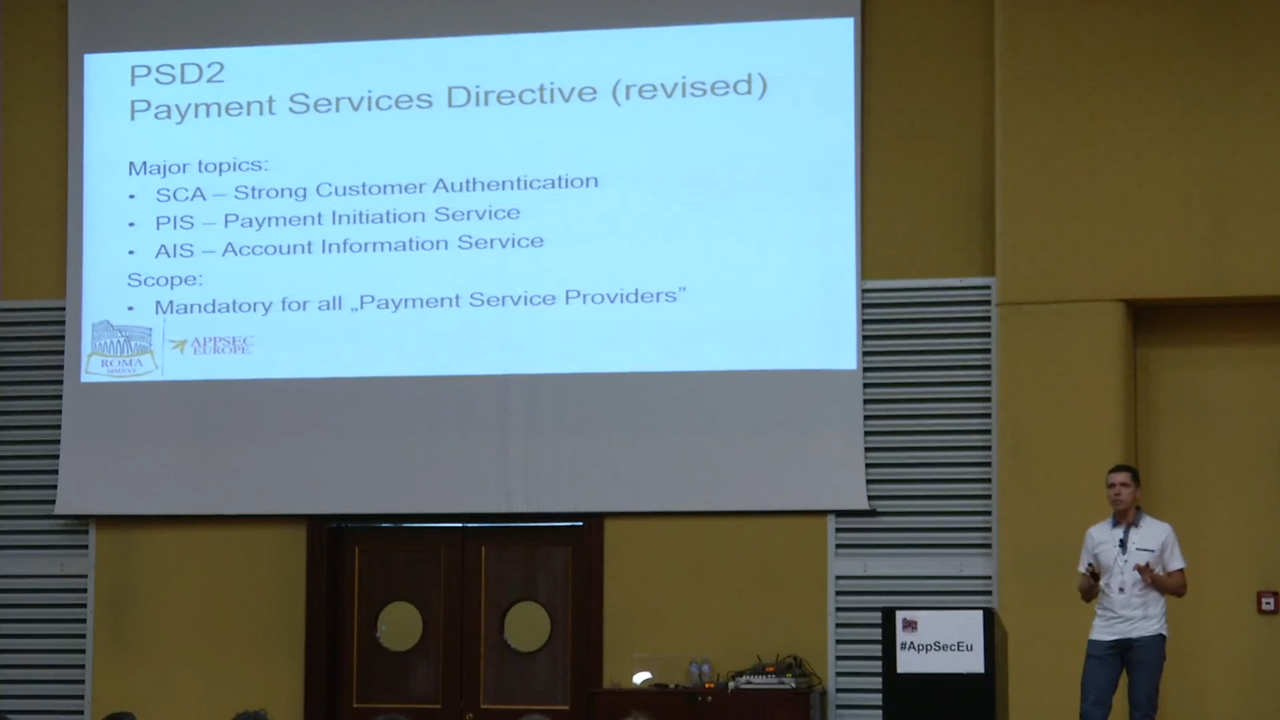 PSD2
Payment Services Directive (revised)
Major topics:
• SCA – Strong Customer Authentication
• PIS – Payment Initiation Service
• AIS – Account Information Service
Scope:
• Mandatory for all „Payment Service Providers”
ROMA
APPSEC
EUROPE
#AppSecEu